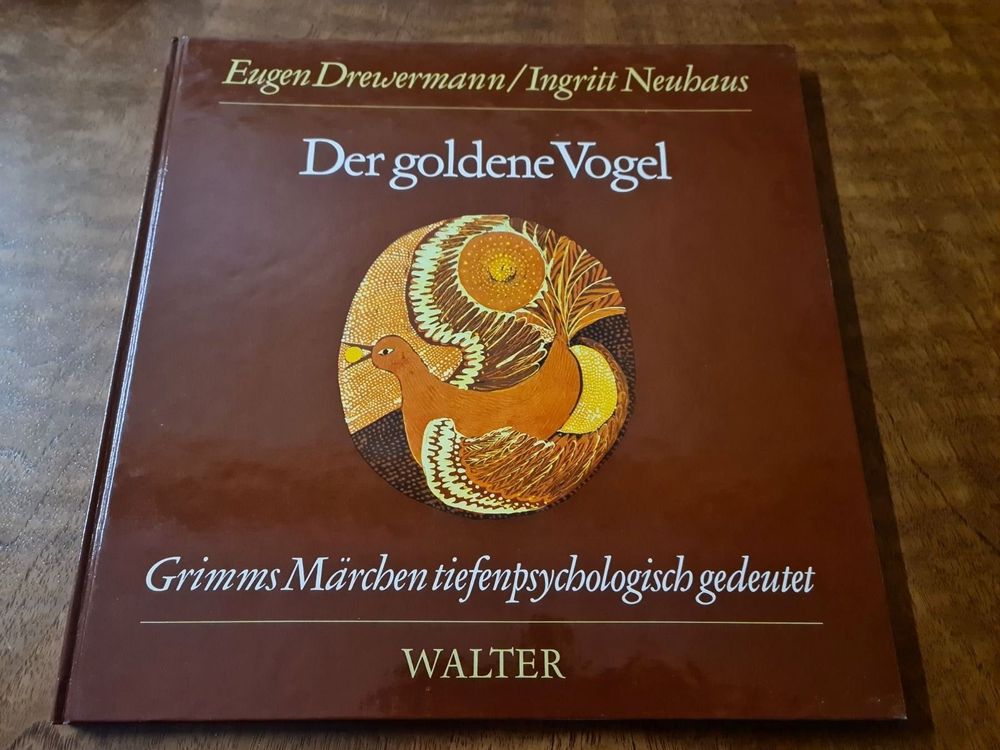 Eugen Drewermann/Ingritt Neuhaus
Der goldene Vogel
Grimms Märchen tiefenpsychologisch gedeutet
WALTER